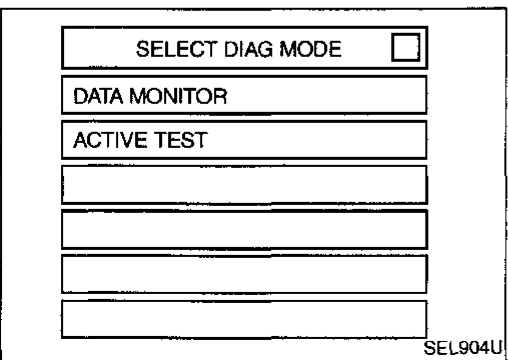 SELECT DIAG MODE
DATA MONITOR
ACTIVE TEST
SEL904U